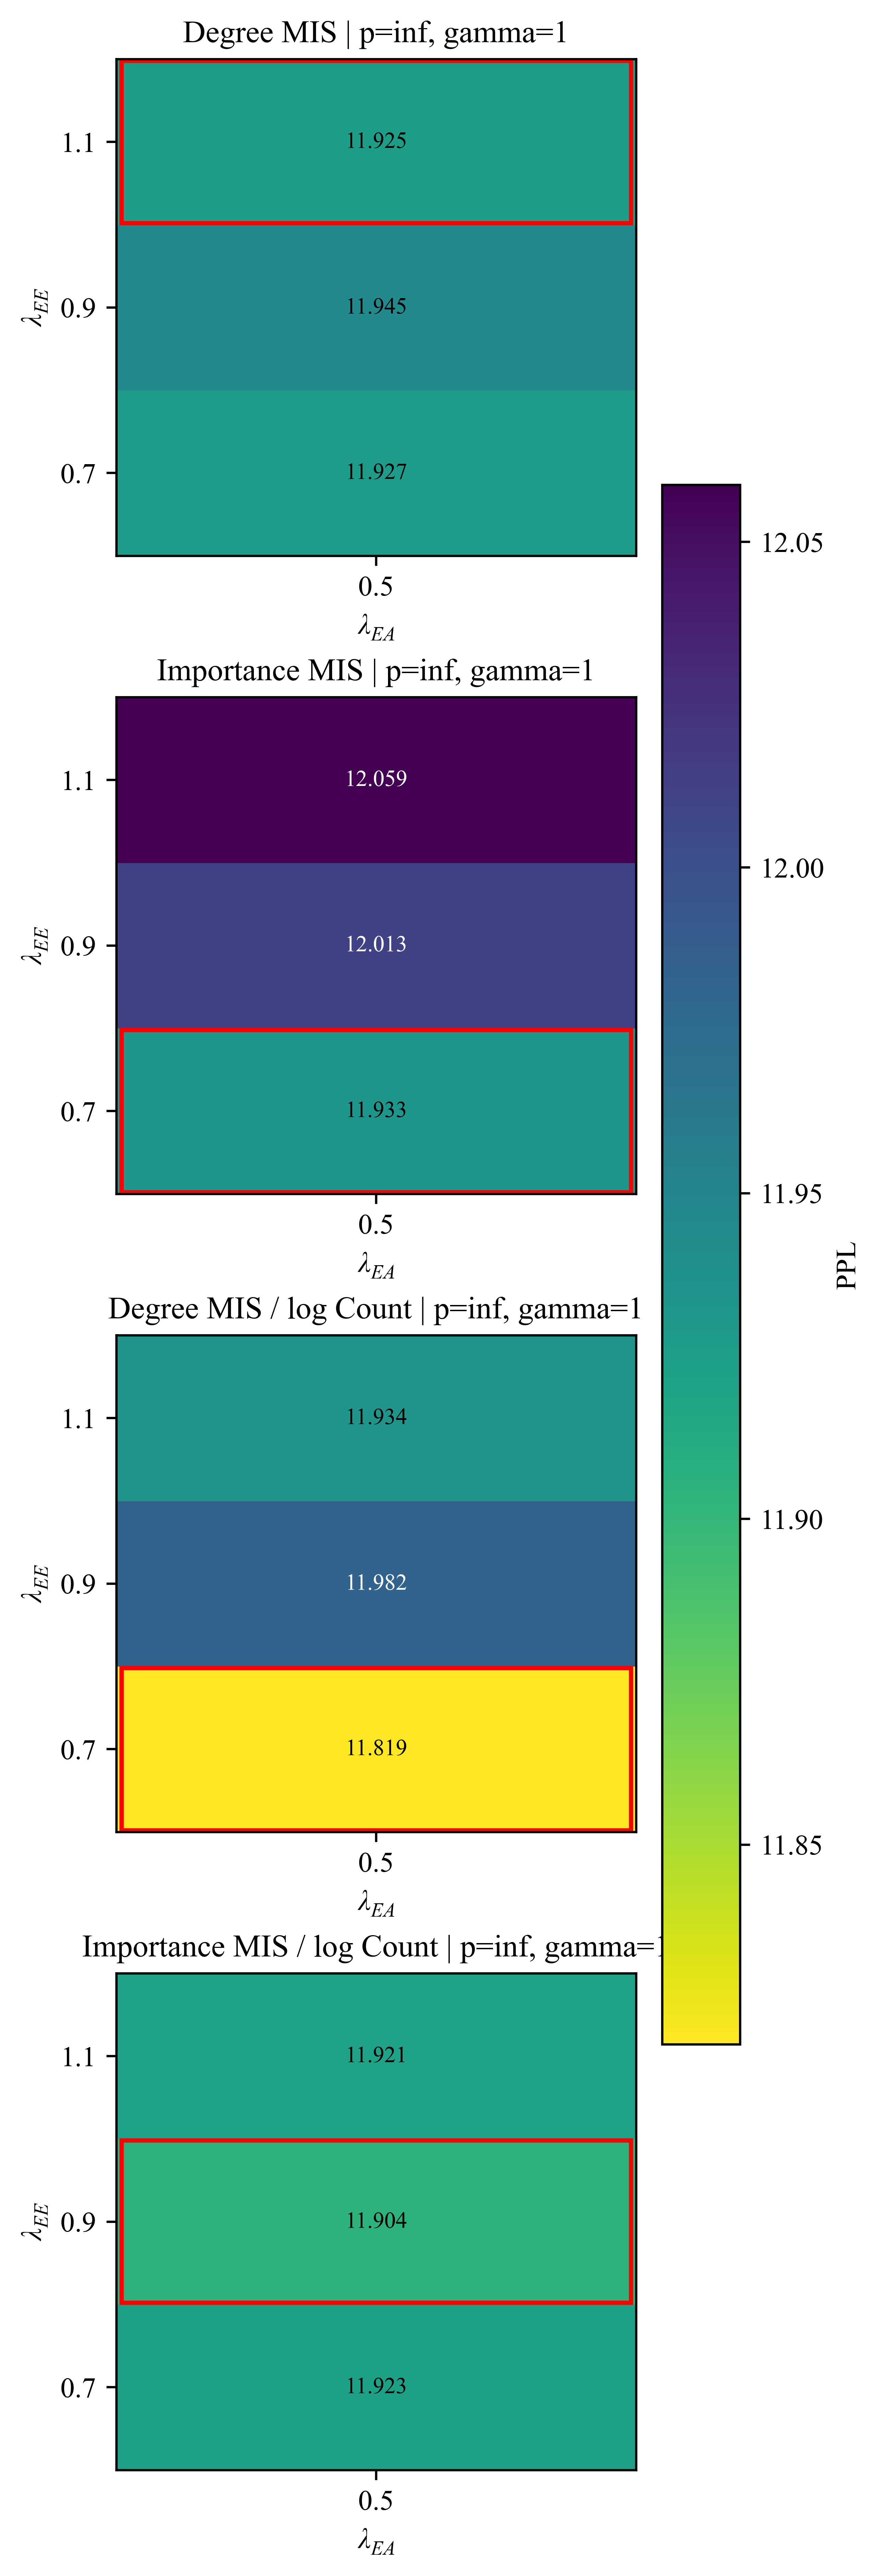 Degree MIS | p=inf, gamma=1
1.1
11.925
λEE
0.9
11.945
0.7
11.927
0.5
λEA
Importance MIS | p=inf, gamma=1
1.1
12.059
λEE
0.9
12.013
0.7
11.933
0.5
λEA
Degree MIS / log Count | p=inf, gamma=1
1.1
11.934
λEE
0.9
11.982
0.7
11.819
0.5
λEA
Importance MIS / log Count | p=inf, gamma=1
1.1
11.921
λEE
0.9
11.904
0.7
11.923
0.5
λEA
12.05
12.00
11.95
11.90
11.85
PPL